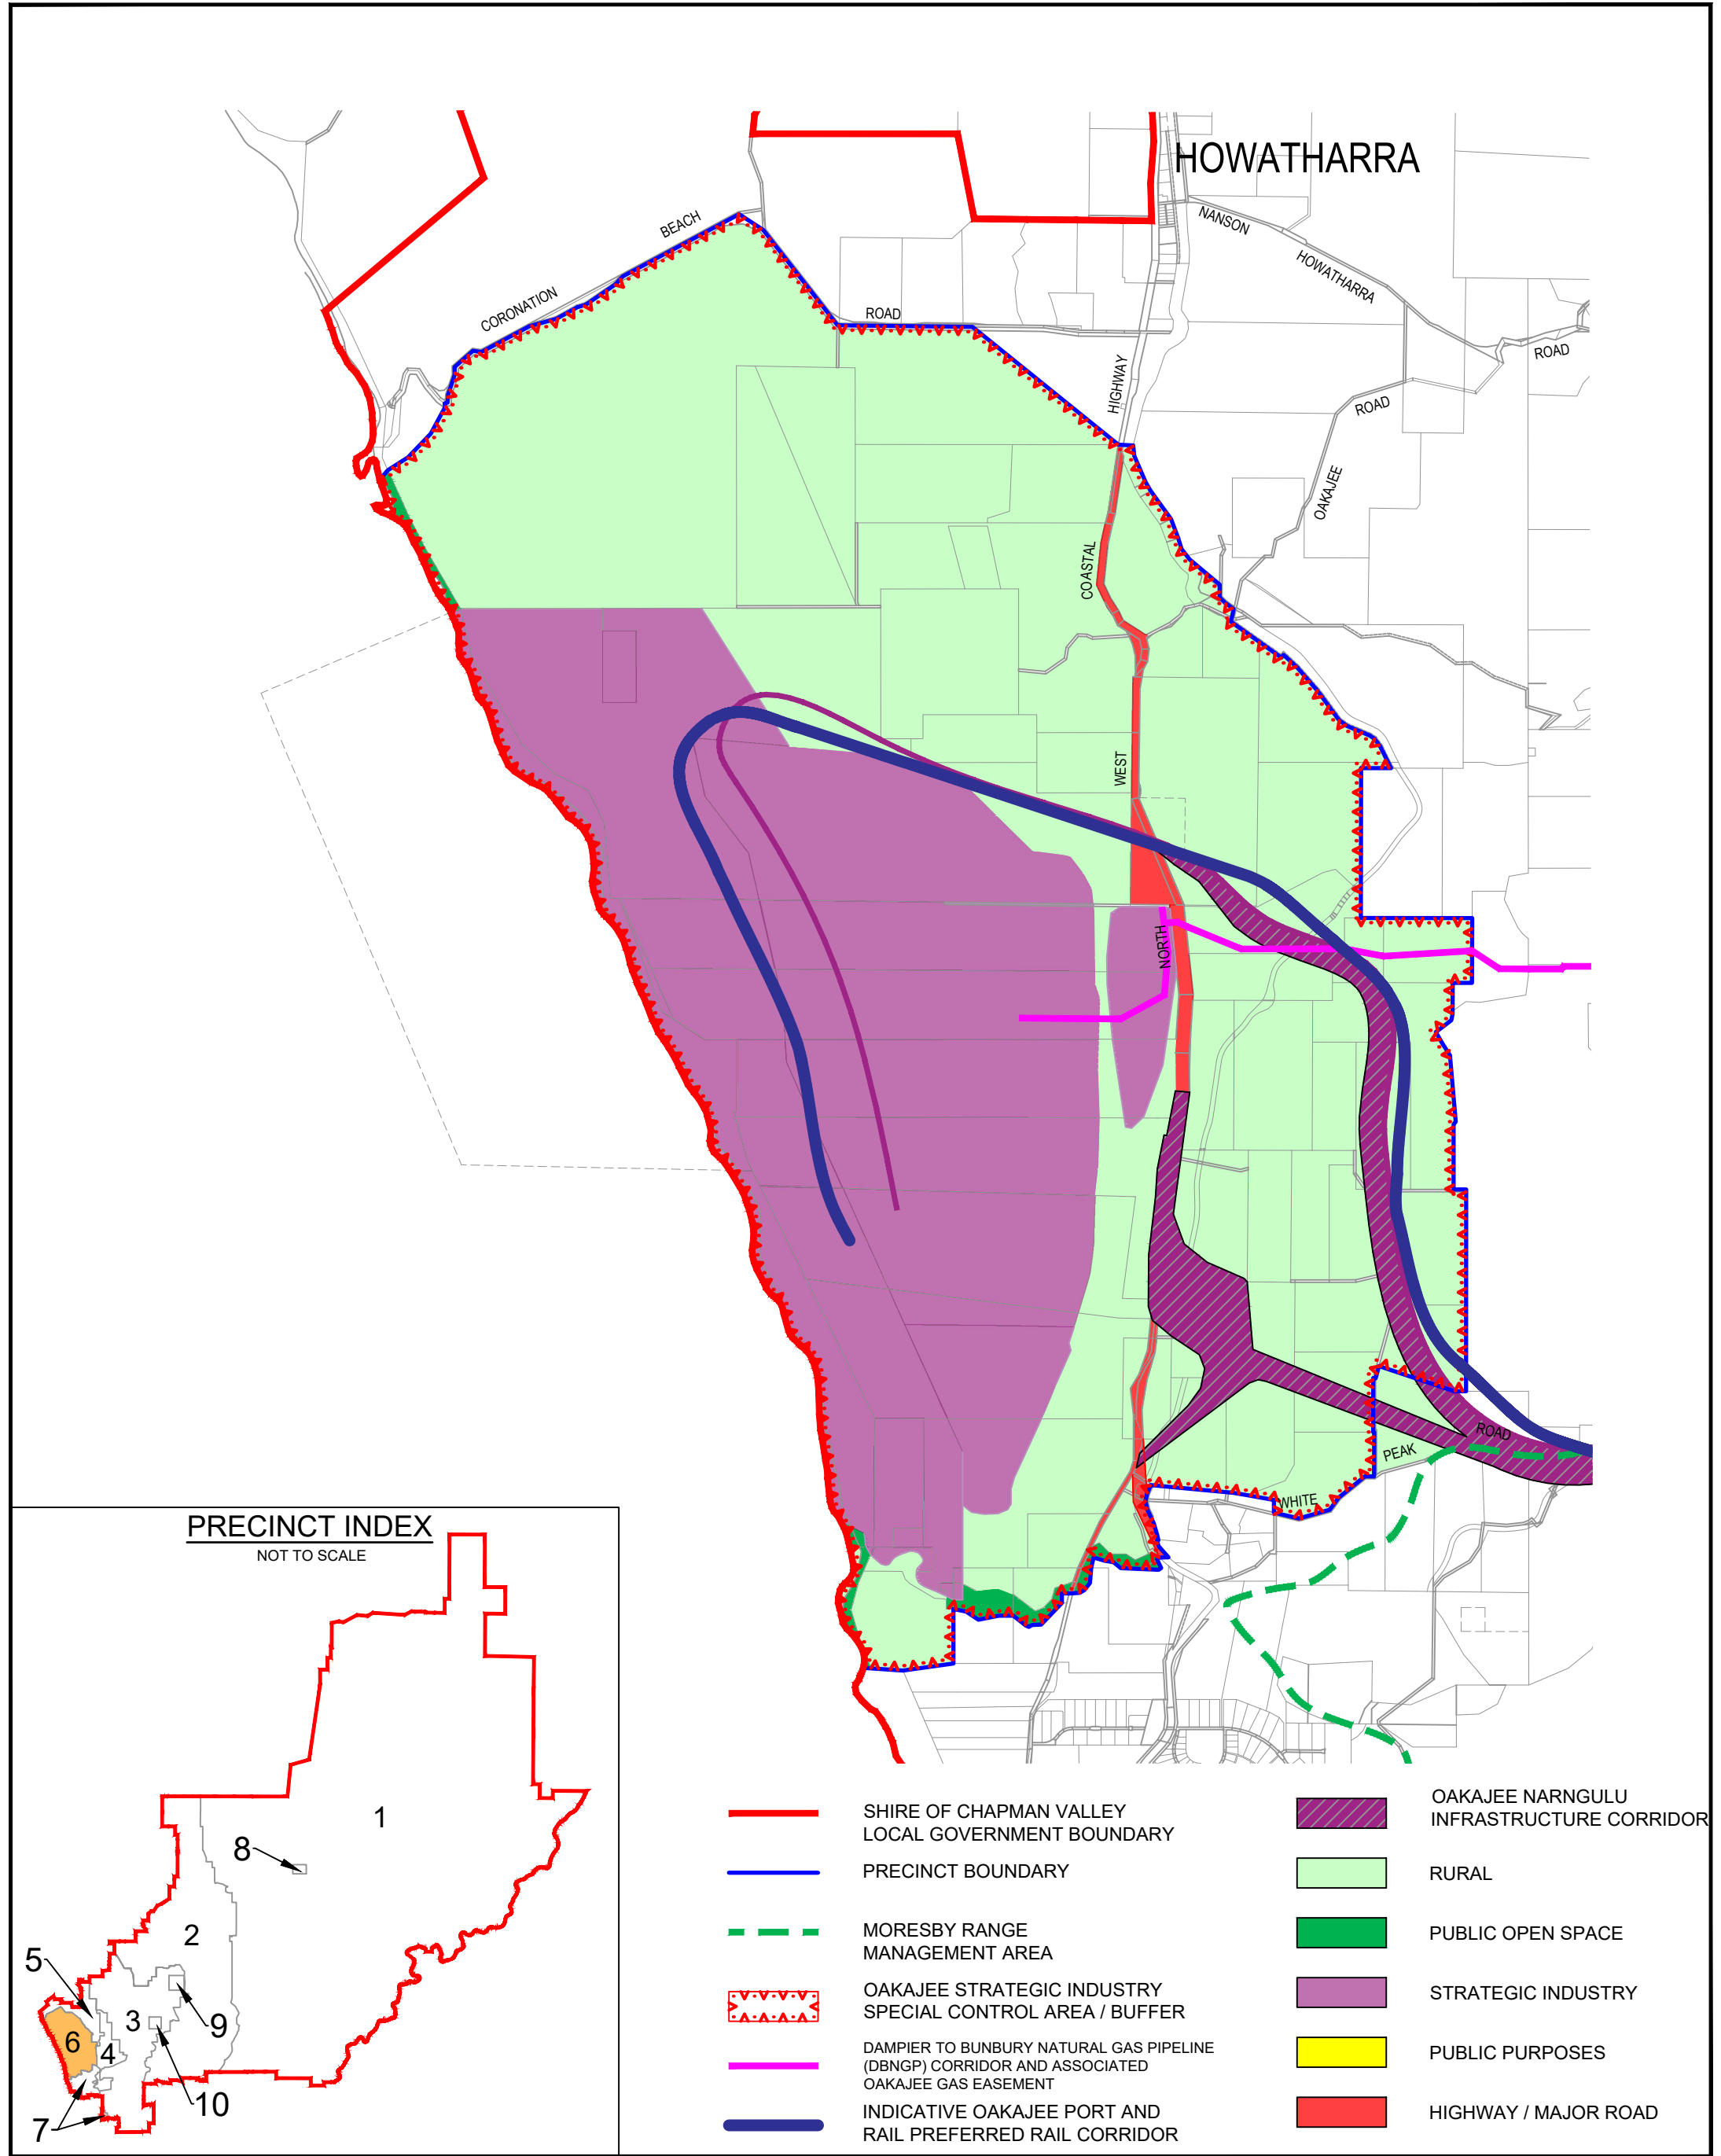 HOWATHARRA
NANSON
HOWATHARRA
ROAD
BEACH
CORONATION
ROAD
HIGHWAY
ROAD
OAKAJEE
COASTAL
WEST
NORTH
ROAD
PEAK
WHITE
PRECINCT INDEX
NOT TO SCALE
1
8
2
5
3
9
6
4
10
7
SHIRE OF CHAPMAN VALLEY
LOCAL GOVERNMENT BOUNDARY
PRECINCT BOUNDARY
MORESBY RANGE
MANAGEMENT AREA
OAKAJEE STRATEGIC INDUSTRY
SPECIAL CONTROL AREA / BUFFER
DAMPIER TO BUNBURY NATURAL GAS PIPELINE
(DBNGP) CORRIDOR AND ASSOCIATED
OAKAJEE GAS EASEMENT
INDICATIVE OAKAJEE PORT AND
RAIL PREFERRED RAIL CORRIDOR
OAKAJEE NARNGULU
INFRASTRUCTURE CORRIDOR
RURAL
PUBLIC OPEN SPACE
STRATEGIC INDUSTRY
PUBLIC PURPOSES
HIGHWAY / MAJOR ROAD